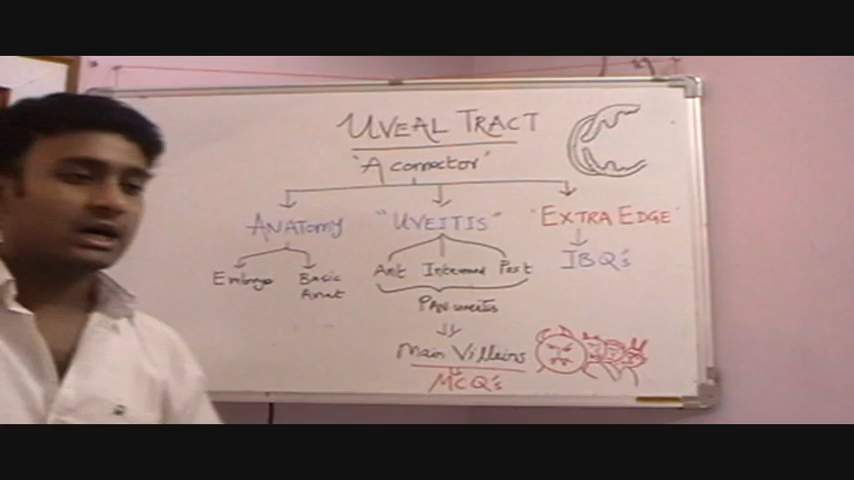 UVEAL TRACT
"A connector"
ANATOMY "UVEITIS" "EXTRA EDGE"
Embryo Basic Anat Ant Intermed Post IBQ's
PAN-uveitis
Main Villains
MCQ's